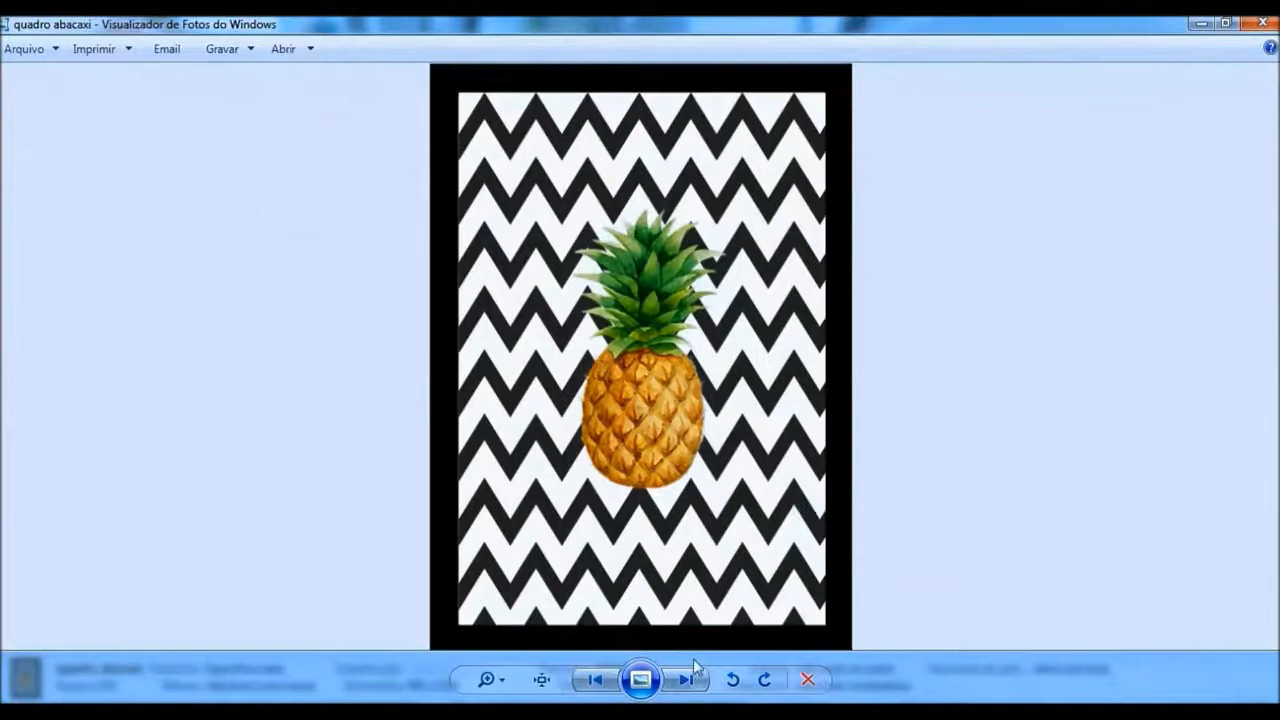 quadro abacaxi - Visualizador de Fotos do Windows
Arquivo Imprimir Email Gravar Abrir